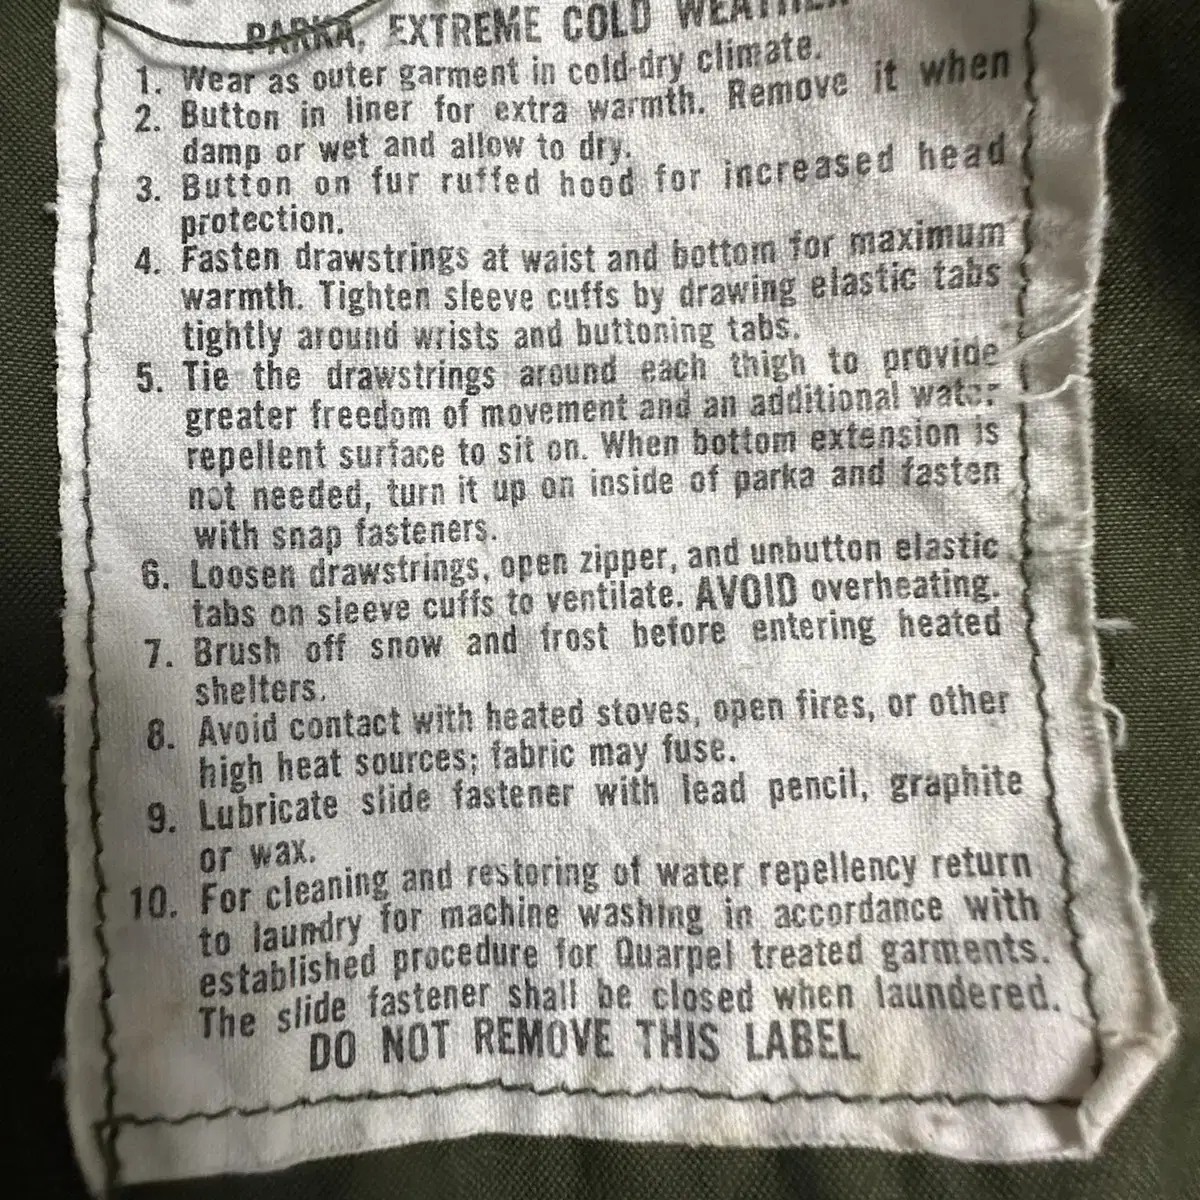 PARKA, EXTREME COLD WEATHER
1. Wear as outer garment in cold-dry climate.
2. Button in liner for extra warmth. Remove it when
damp or wet and allow to dry.
3. Button on fur ruffed hood for increased head
protection.
4. Fasten drawstrings at waist and bottom for maximum
warmth. Tighten sleeve cuffs by drawing elastic tabs
tightly around wrists and buttoning tabs.
5. Tie the drawstrings around each thigh to provide
greater freedom of movement and an additional water
repellent surface to sit on. When bottom extension is
not needed, turn it up on inside of parka and fasten
with snap fasteners.
6. Loosen drawstrings, open zipper, and unbutton elastic
tabs on sleeve cuffs to ventilate. AVOID overheating.
7. Brush off snow and frost before entering heated
shelters.
8. Avoid contact with heated stoves, open fires, or other
high heat sources; fabric may fuse.
9. Lubricate slide fastener with lead pencil, graphite
or wax.
10. For cleaning and restoring of water repellency return
to laundry for machine washing in accordance with
established procedure for Quarpel treated garments.
The slide fastener shall be closed when laundered.
DO NOT REMOVE THIS LABEL